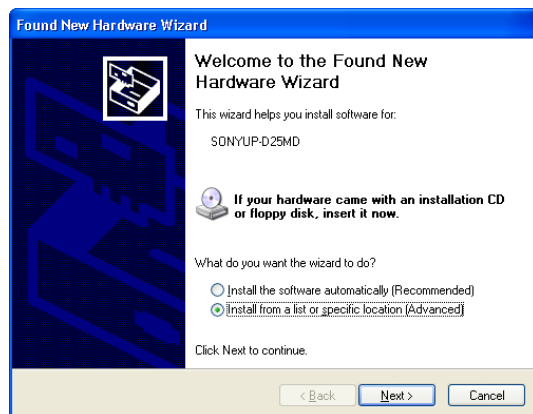 Found New Hardware Wizard
Welcome to the Found New
Hardware Wizard
This wizard helps you install software for:
SONYUP-D25MD
If your hardware came with an installation CD
or floppy disk, insert it now.
What do you want the wizard to do?
Install the software automatically (Recommended)
Install from a list or specific location (Advanced)
Click Next to continue.
< Back
Next >
Cancel